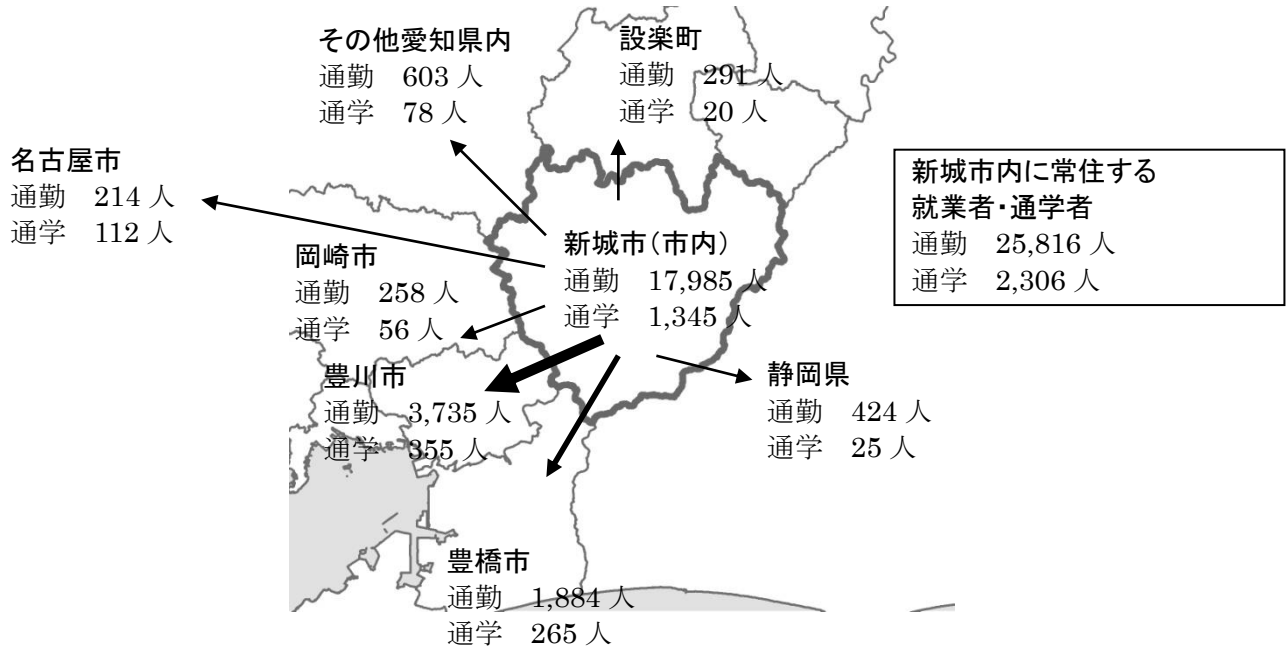 その他愛知県内
通勤 603 人
通学 78 人
設楽町
通勤 291 人
通学 20 人
名古屋市
通勤 214 人
通学 112 人
新城市内に常住する
就業者・通学者
通勤 25,816 人
通学 2,306 人
新城市(市内)
通勤 17,985 人
通学 1,345 人
岡崎市
通勤 258 人
通学 56 人
豊川市
通勤 3,735 人
通学 355 人
静岡県
通勤 424 人
通学 25 人
豊橋市
通勤 1,884 人
通学 265 人